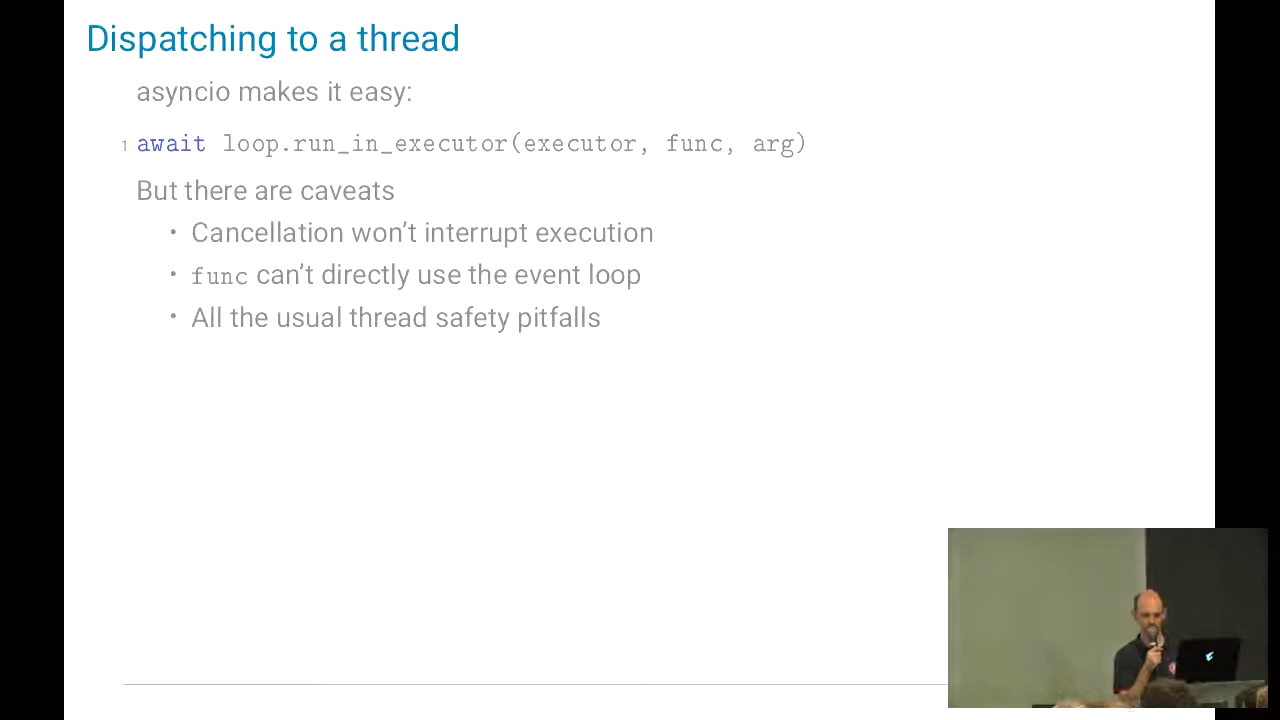 Dispatching to a thread
asyncio makes it easy:
1 await loop.run_in_executor(executor, func, arg)
But there are caveats
• Cancellation won't interrupt execution
• func can't directly use the event loop
• All the usual thread safety pitfalls